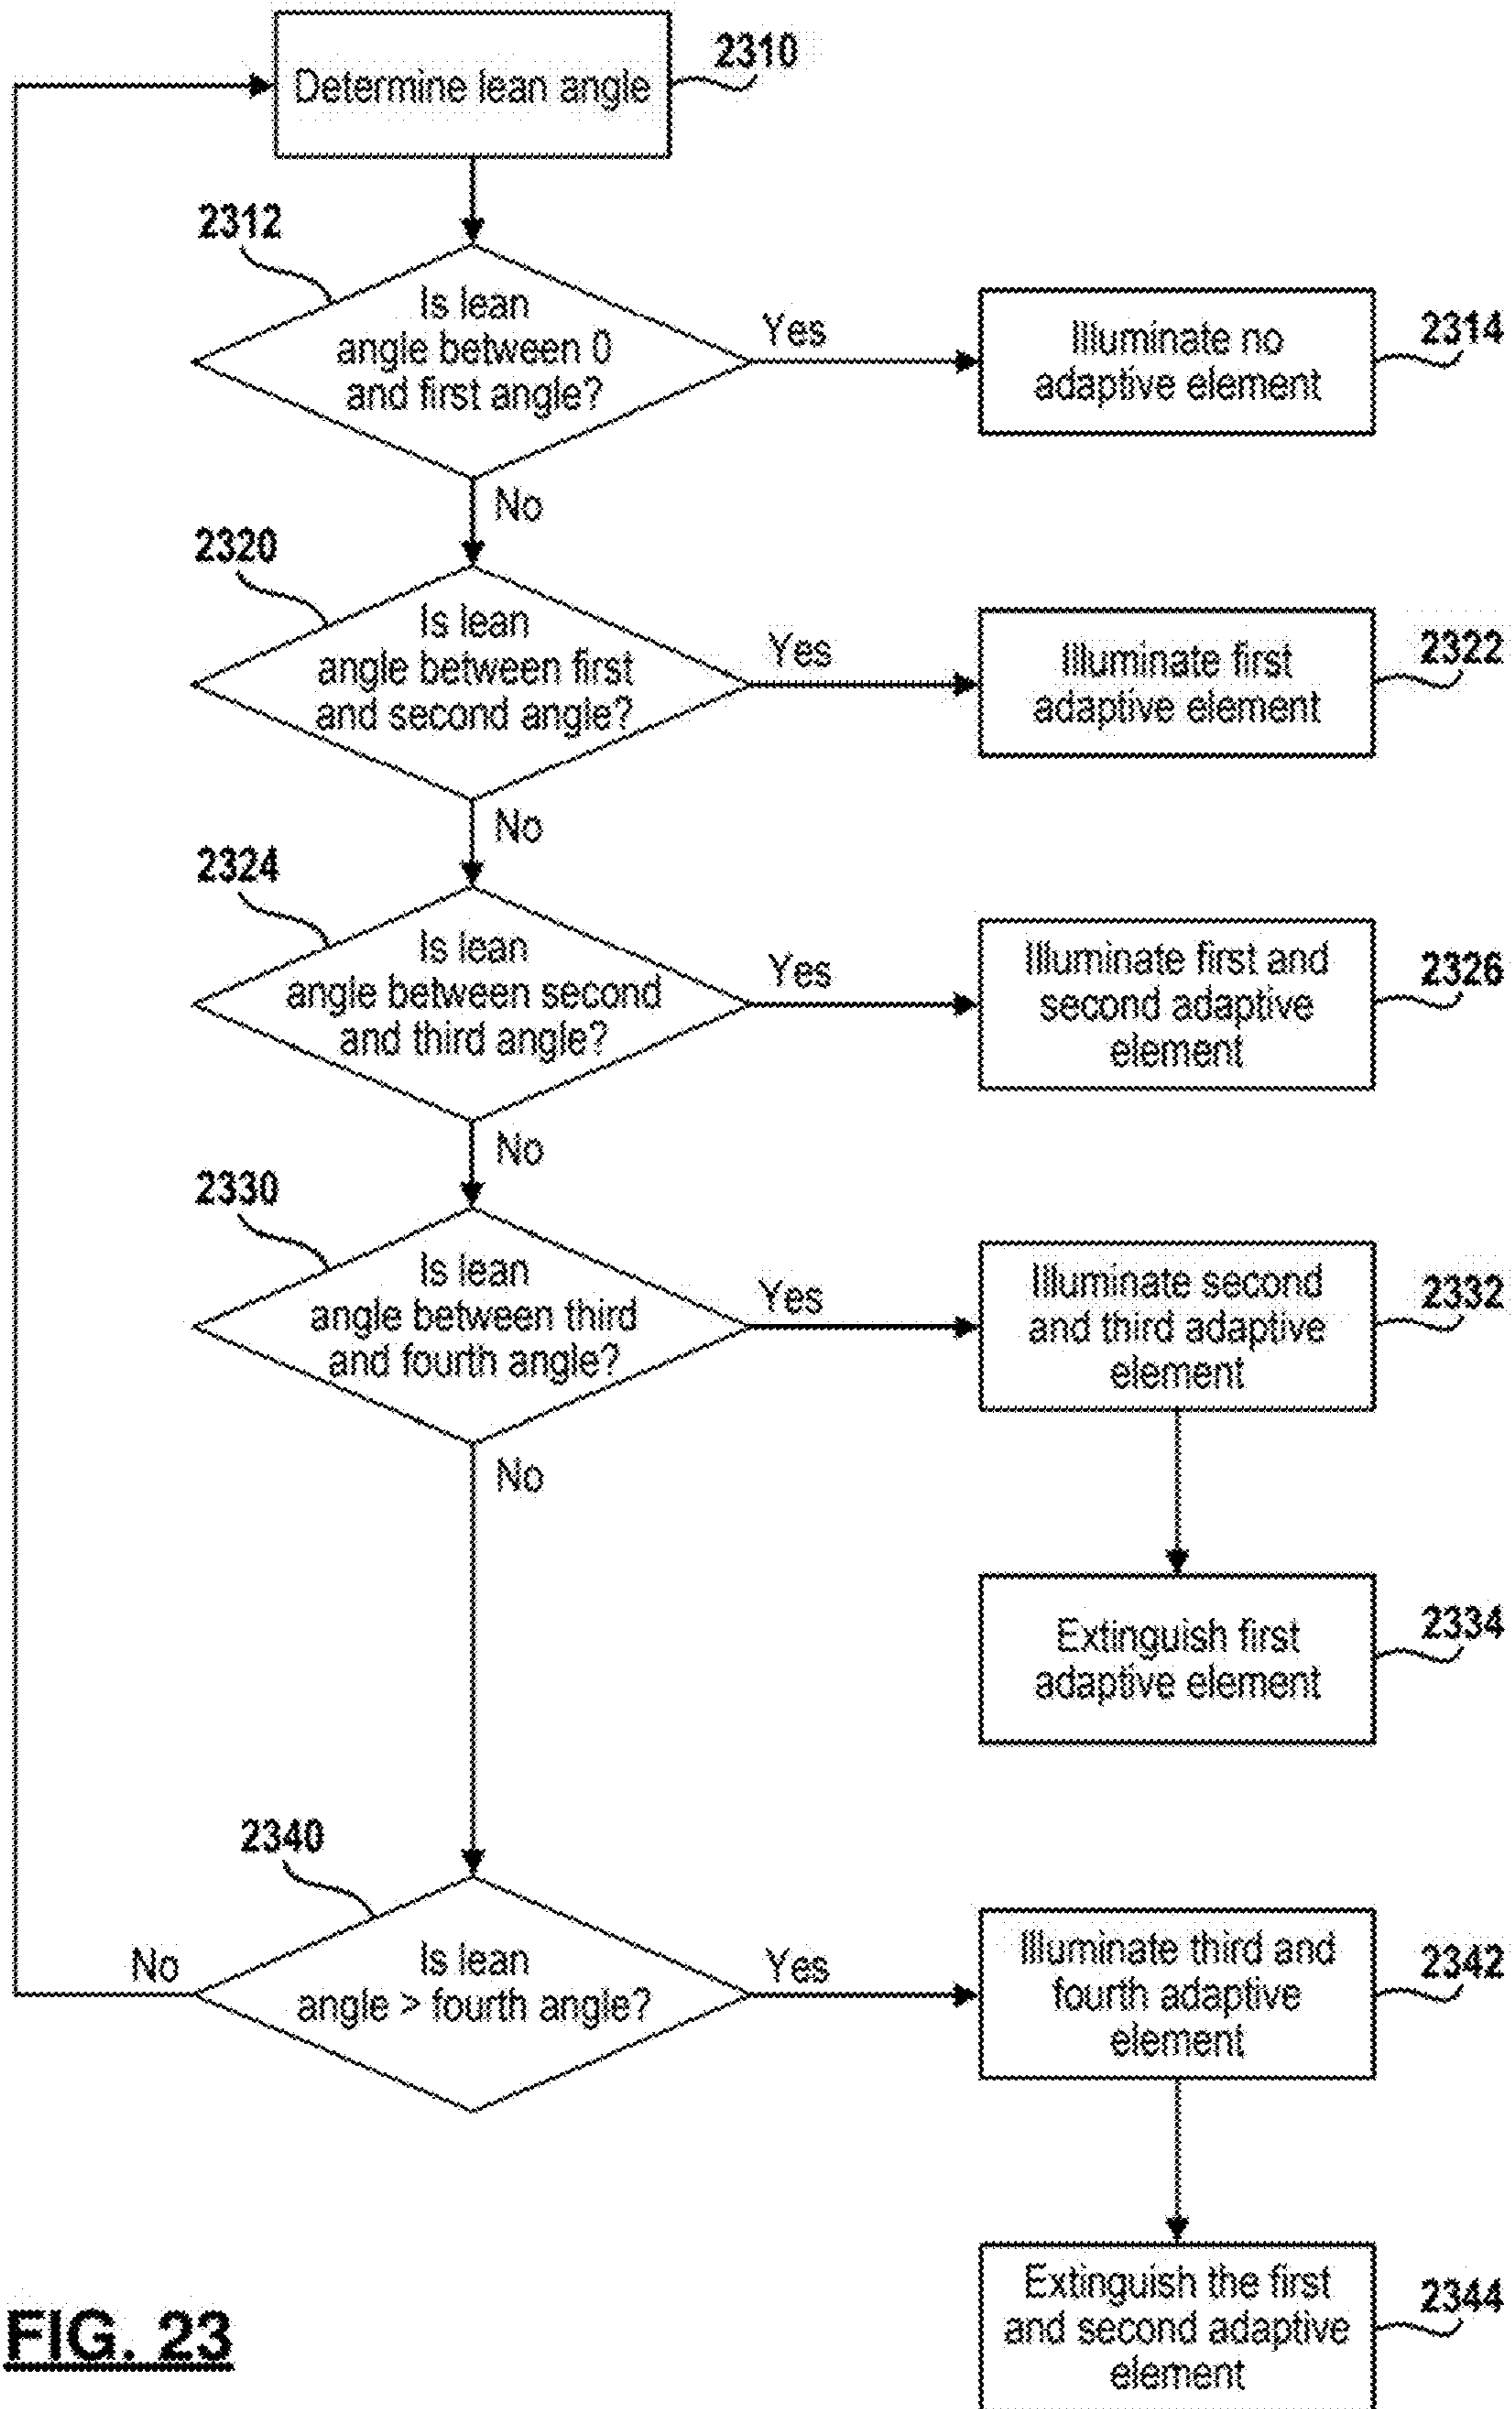 Determine lean angle
2310
2312
Is lean
angle between 0
and first angle?
Yes
Illuminate no
adaptive element
2314
No
2320
Is lean
angle between first
and second angle?
Yes
Illuminate first
adaptive element
2322
No
2324
Is lean
angle between second
and third angle?
Yes
Illuminate first and
second adaptive
element
2326
No
2330
Is lean
angle between third
and fourth angle?
Yes
Illuminate second
and third adaptive
element
2332
No
Extinguish first
adaptive element
2334
2340
No
Is lean
angle > fourth angle?
Yes
Illuminate third and
fourth adaptive
element
2342
Extinguish the first
and second adaptive
element
2344
FIG. 23